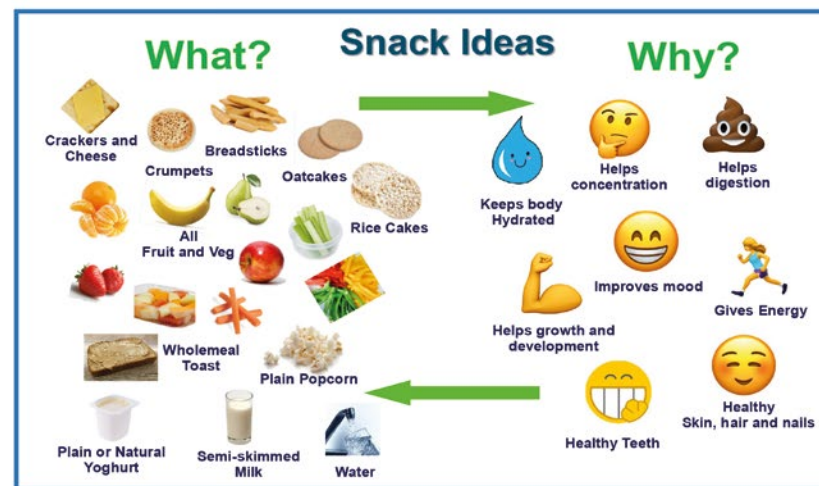 Snack Ideas
What?
Why?
Crackers and
Cheese
Crumpets
Breadsticks
Oatcakes
Rice Cakes
All
Fruit and Veg
Wholemeal
Toast
Plain Popcorn
Plain or Natural
Yoghurt
Semi-skimmed
Milk
Water
Keeps body
Hydrated
Helps
concentration
Helps
digestion
Improves mood
Gives Energy
Helps growth and
development
Healthy Teeth
Healthy
Skin, hair and nails